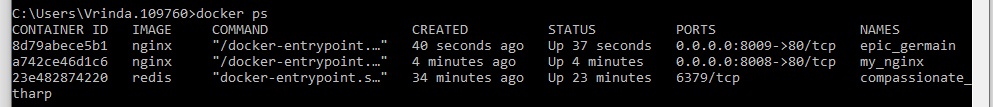 C:\Users\Vrinda.109760>docker ps
CONTAINER ID   IMAGE     COMMAND                  CREATED          STATUS          PORTS                  NAMES
8d79abece5b1   nginx     "/docker-entrypoint.…"   40 seconds ago   Up 37 seconds   0.0.0.0:8009->80/tcp   epic_germain
a742ce46d1c6   nginx     "/docker-entrypoint.…"   4 minutes ago    Up 4 minutes    0.0.0.0:8008->80/tcp   my_nginx
23e482874220   redis     "docker-entrypoint.s…"   34 minutes ago   Up 23 minutes   6379/tcp               compassionate_
tharp